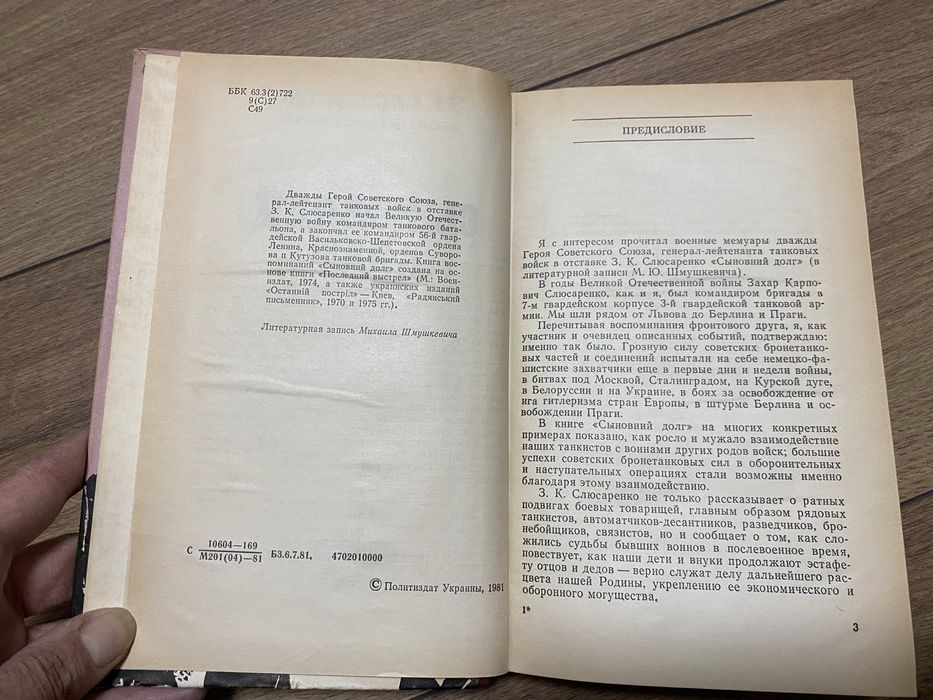 ББК 63.3(2)722
9(С)27
С49
Дважды Герой Советского Союза, гене-
рал-лейтенант танковых войск в отставке
З. К. Слюсаренко начал Великую Отечест-
венную войну командиром танкового баталь-
она, а закончил ее командиром 56-й гвар-
дейской Васильковско-Шепетовской ордена
Ленина, Краснознаменной, орденов Суворо-
ва и Кутузова танковой бригады. Книга вос-
поминаний «Сыновний долг» создана на ос-
нове книги «Последний выстрел» (М.: Воен-
издат, 1974, а также украинских изданий
«Останній постріл» — Киев, «Радянський
письменник», 1970 и 1975 гг.).
Литературная запись Михаила Шмушкевича
С 10604—169
М201(04)—81 БЗ.6.7.81. 4702010000
© Политиздат Украины, 1981
ПРЕДИСЛОВИЕ
Я с интересом прочитал военные мемуары дважды
Героя Советского Союза, генерал-лейтенанта танковых
войск в отставке З. К. Слюсаренко «Сыновний долг» (в
литературной записи М. Ю. Шмушкевича).
В годы Великой Отечественной войны Захар Карпо-
вич Слюсаренко, как и я, был командиром бригады в
7-м гвардейском корпусе 3-й гвардейской танковой ар-
мии. Мы шли рядом от Львова до Берлина и Праги.
Перечитывая воспоминания фронтового друга, я, как
участник и очевидец описанных событий, подтверждаю:
именно так было. Грозную силу советских бронетанко-
вых частей и соединений испытали на себе немецко-фа-
шистские захватчики еще в первые дни и недели войны,
в битвах под Москвой, Сталинградом, на Курской дуге,
в Белоруссии и на Украине, в боях за освобождение от
ига гитлеризма стран Европы, в штурме Берлина и ос-
вобождении Праги.
В книге «Сыновний долг» на многих конкретных
примерах показано, как росло и мужало взаимодействие
наших танкистов с воинами других родов войск; большие
успехи советских бронетанковых сил в оборонительных
и наступательных операциях стали возможны именно
благодаря этому взаимодействию.
З. К. Слюсаренко не только рассказывает о ратных
подвигах боевых товарищей, главным образом рядовых
танкистов, автоматчиков-десантников, разведчиков, бро-
небойщиков, связистов, но и сообщает о том, как сло-
жились судьбы бывших воинов в послевоенное время,
повествует, как наши дети и внуки продолжают эстафе-
ту отцов и дедов — верно служат делу дальнейшего рас-
цвета нашей Родины, укреплению ее экономического и
оборонного могущества.
1*
3